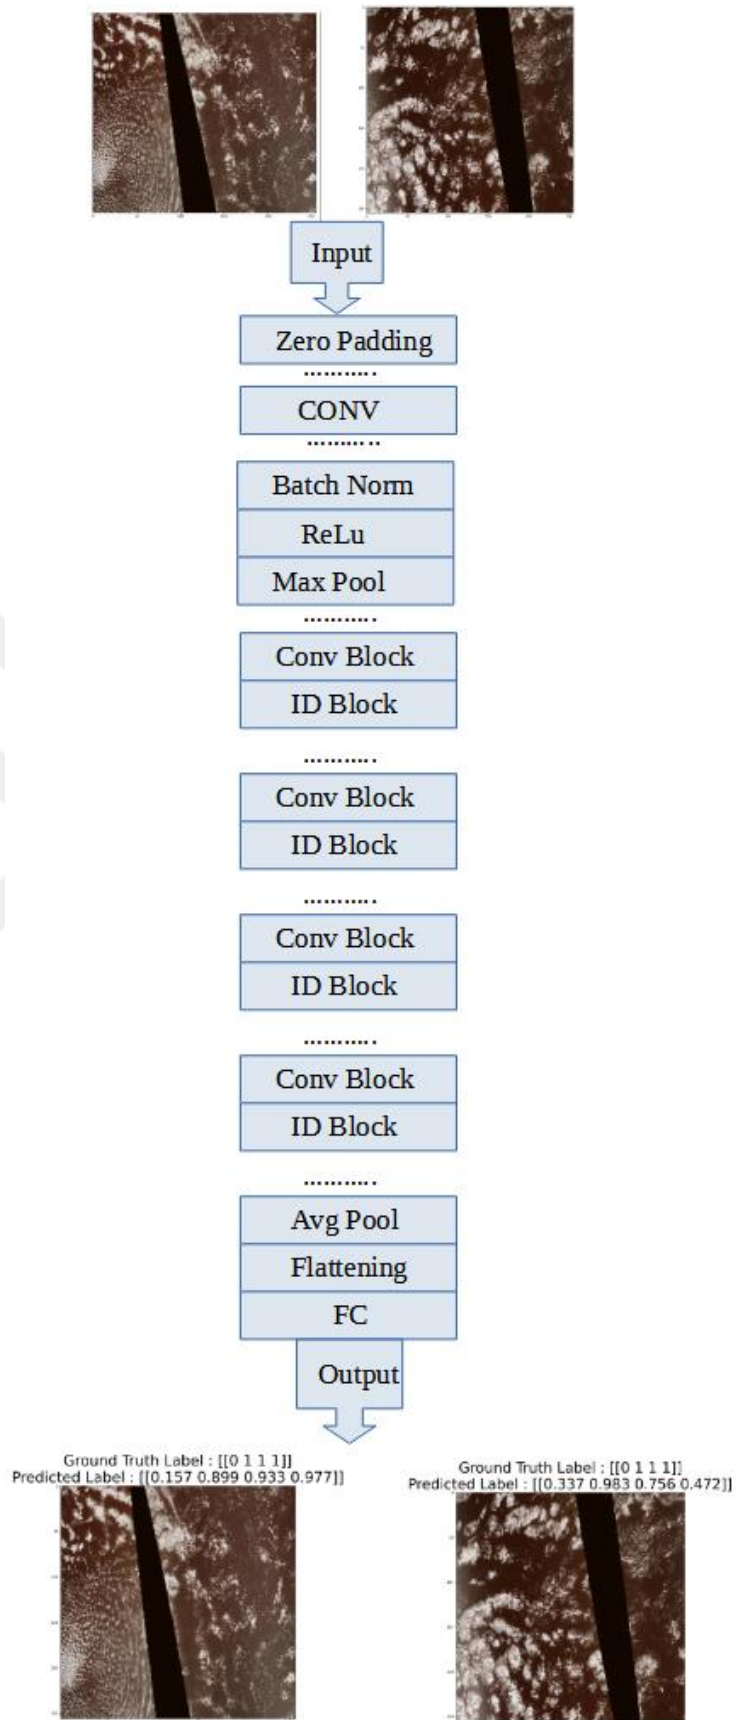 Input
Zero Padding
...........
CONV
...........
Batch Norm
ReLu
Max Pool
...........
Conv Block
ID Block
...........
Conv Block
ID Block
...........
Conv Block
ID Block
...........
Conv Block
ID Block
...........
Avg Pool
Flattening
FC
Output
Ground Truth Label : [[0 1 1 1]]
Predicted Label : [[0.157 0.899 0.933 0.977]]
Ground Truth Label : [[0 1 1 1]]
Predicted Label : [[0.337 0.983 0.756 0.472]]